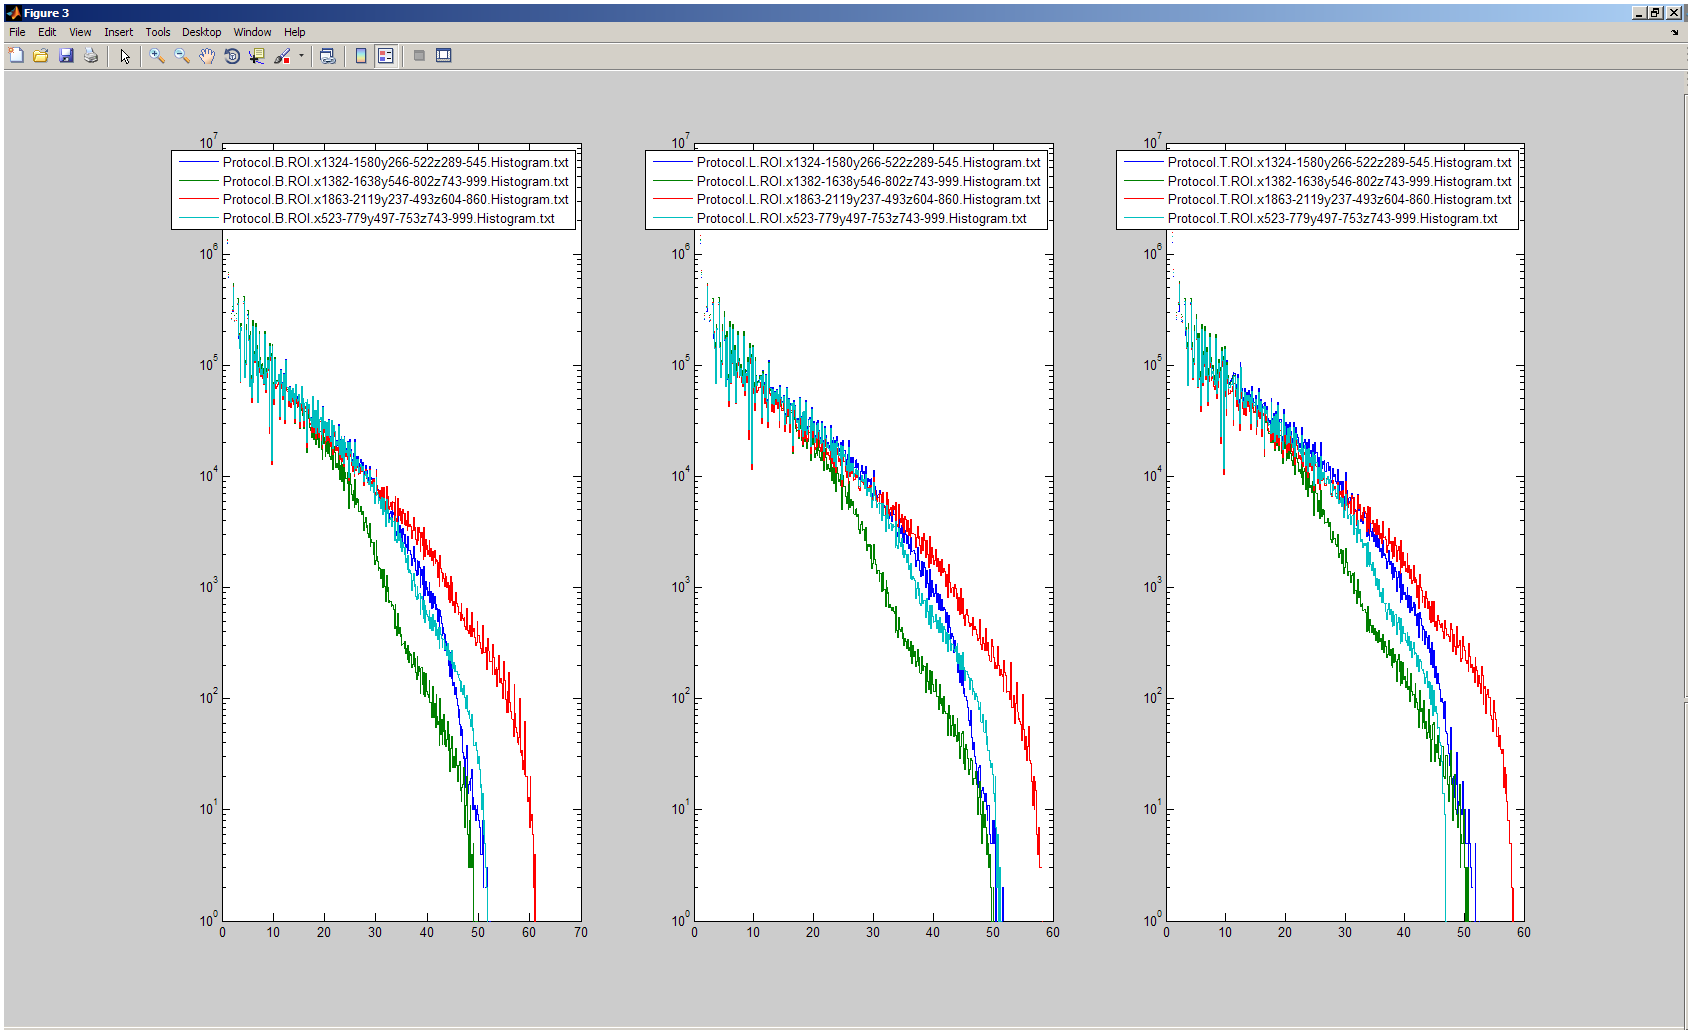 Figure 3
File Edit View Insert Tools Desktop Window Help
10^7
Protocol.B.ROI.x1324-1580y266-522z289-545.Histogram.txt
Protocol.B.ROI.x1382-1638y546-802z743-999.Histogram.txt
Protocol.B.ROI.x1863-2119y237-493z604-860.Histogram.txt
Protocol.B.ROI.x523-779y497-753z743-999.Histogram.txt
10^6
10^5
10^4
10^3
10^2
10^1
10^0
0 10 20 30 40 50 60 70
10^7
Protocol.L.ROI.x1324-1580y266-522z289-545.Histogram.txt
Protocol.L.ROI.x1382-1638y546-802z743-999.Histogram.txt
Protocol.L.ROI.x1863-2119y237-493z604-860.Histogram.txt
Protocol.L.ROI.x523-779y497-753z743-999.Histogram.txt
10^6
10^5
10^4
10^3
10^2
10^1
10^0
0 10 20 30 40 50 60
10^7
Protocol.T.ROI.x1324-1580y266-522z289-545.Histogram.txt
Protocol.T.ROI.x1382-1638y546-802z743-999.Histogram.txt
Protocol.T.ROI.x1863-2119y237-493z604-860.Histogram.txt
Protocol.T.ROI.x523-779y497-753z743-999.Histogram.txt
10^6
10^5
10^4
10^3
10^2
10^1
10^0
0 10 20 30 40 50 60